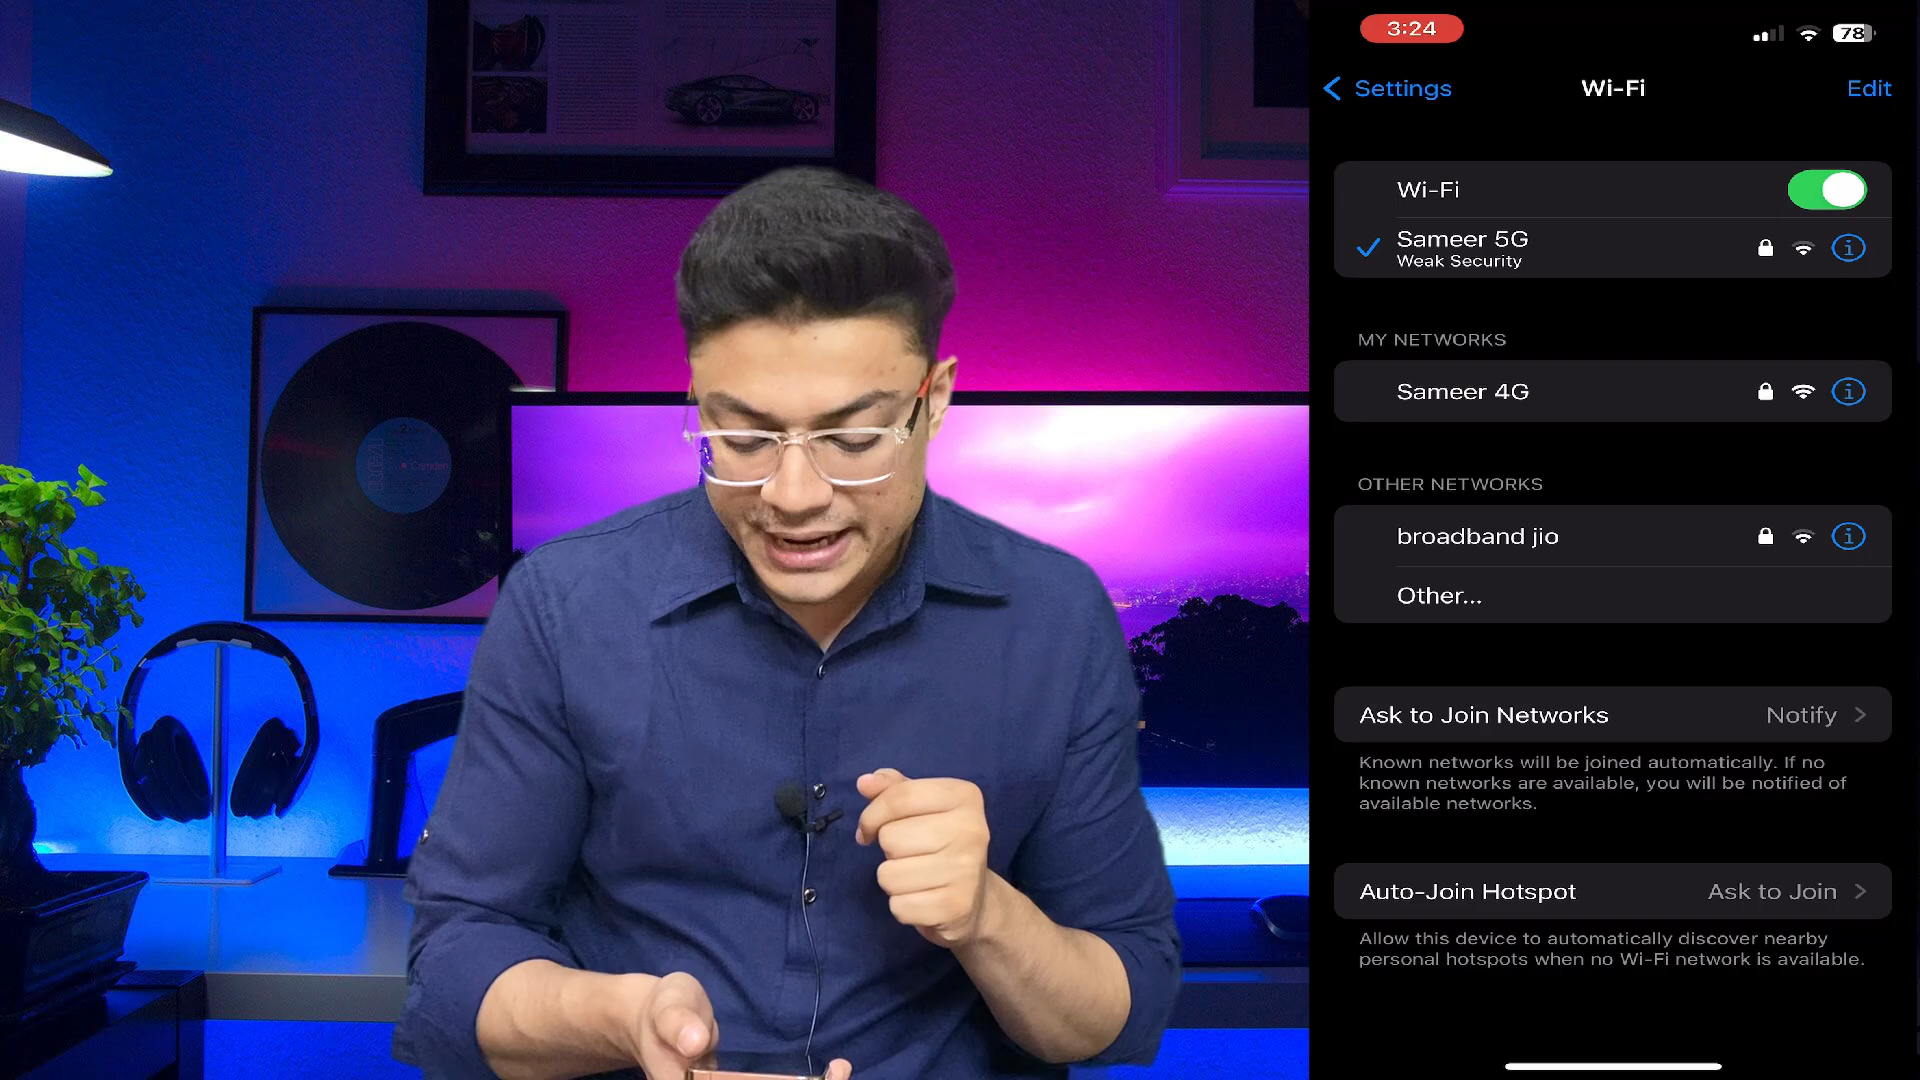 3:24
78
Settings
Wi-Fi
Edit
Wi-Fi
Sameer 5G
Weak Security
MY NETWORKS
Sameer 4G
OTHER NETWORKS
broadband jio
Other...
Ask to Join Networks
Notify
Known networks will be joined automatically. If no
known networks are available, you will be notified of
available networks.
Auto-Join Hotspot
Ask to Join
Allow this device to automatically discover nearby
personal hotspots when no Wi-Fi network is available.
RCA
Camden